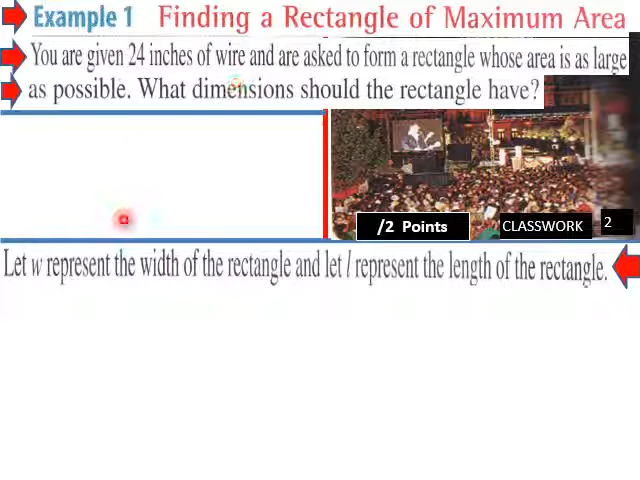 Example 1 Finding a Rectangle of Maximum Area
You are given 24 inches of wire and are asked to form a rectangle whose area is as large
as possible. What dimensions should the rectangle have?
/2 Points
CLASSWORK
2
Let w represent the width of the rectangle and let l represent the length of the rectangle.